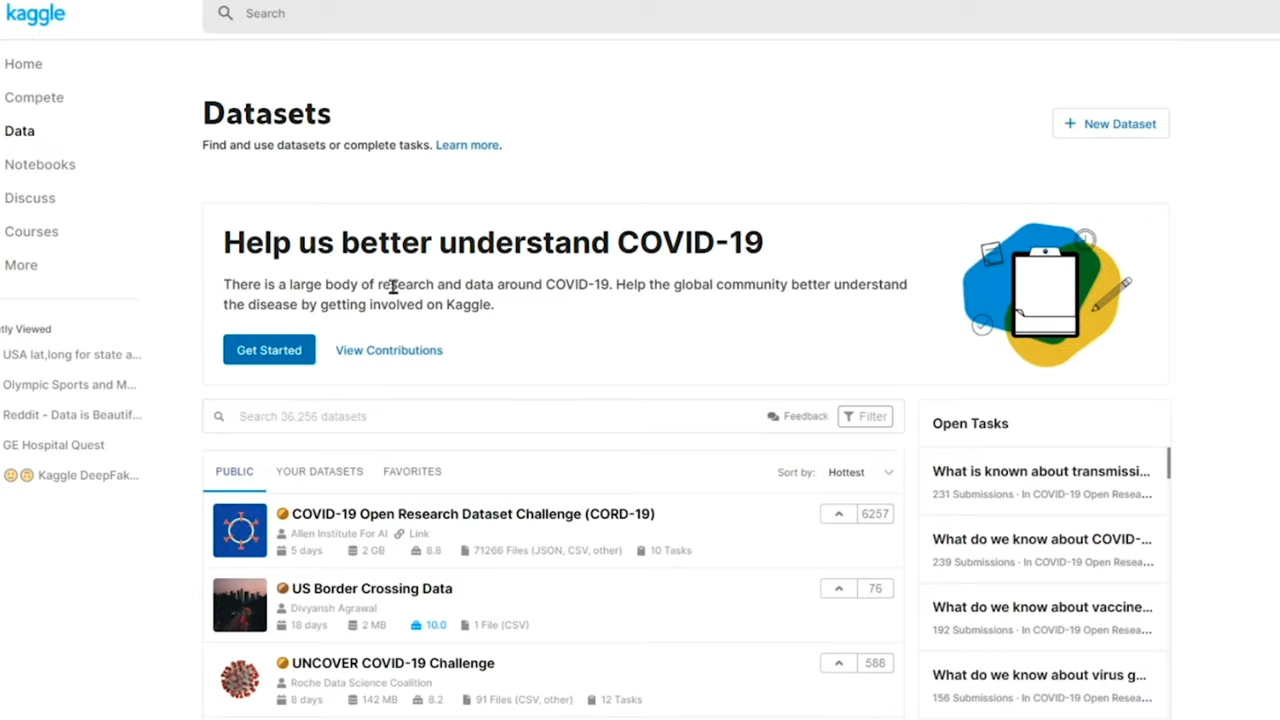 kaggle
Search
Home
Compete
Data
Notebooks
Discuss
Courses
More
tly Viewed
USA lat,long for state a...
Olympic Sports and M...
Reddit - Data is Beautif...
GE Hospital Quest
Kaggle DeepFak...
Datasets
Find and use datasets or complete tasks. Learn more.
+ New Dataset
Help us better understand COVID-19
There is a large body of research and data around COVID-19. Help the global community better understand
the disease by getting involved on Kaggle.
Get Started
View Contributions
Search 36,256 datasets
Feedback
Filter
PUBLIC
YOUR DATASETS
FAVORITES
Sort by: Hottest
COVID-19 Open Research Dataset Challenge (CORD-19)
6257
Allen Institute For AI Link
5 days 2 GB 8.8 71266 Files (JSON, CSV, other) 10 Tasks
US Border Crossing Data
76
Divyansh Agrawal
18 days 2 MB 10.0 1 File (CSV)
UNCOVER COVID-19 Challenge
588
Roche Data Science Coalition
8 days 142 MB 8.2 91 Files (CSV, other) 12 Tasks
Open Tasks
What is known about transmissi...
231 Submissions · In COVID-19 Open Resea...
What do we know about COVID-...
239 Submissions · In COVID-19 Open Resea...
What do we know about vaccine...
192 Submissions · In COVID-19 Open Resea...
What do we know about virus g...
156 Submissions · In COVID-19 Open Resea...